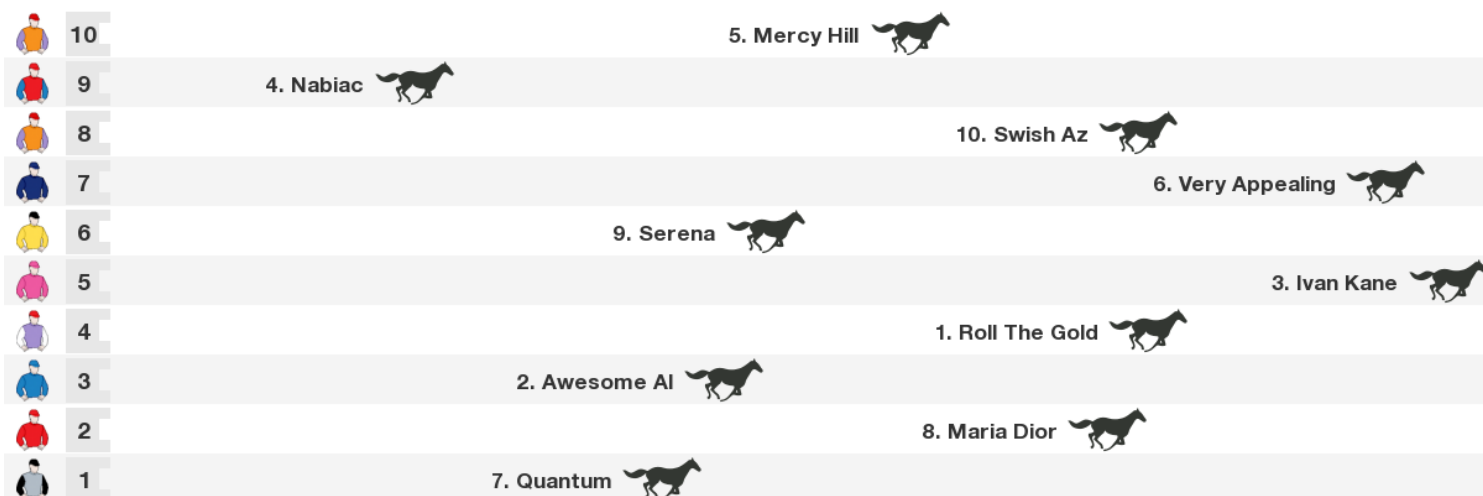 10 5. Mercy Hill
9 4. Nabiac
8 10. Swish Az
7 6. Very Appealing
6 9. Serena
5 3. Ivan Kane
4 1. Roll The Gold
3 2. Awesome Al
2 8. Maria Dior
1 7. Quantum